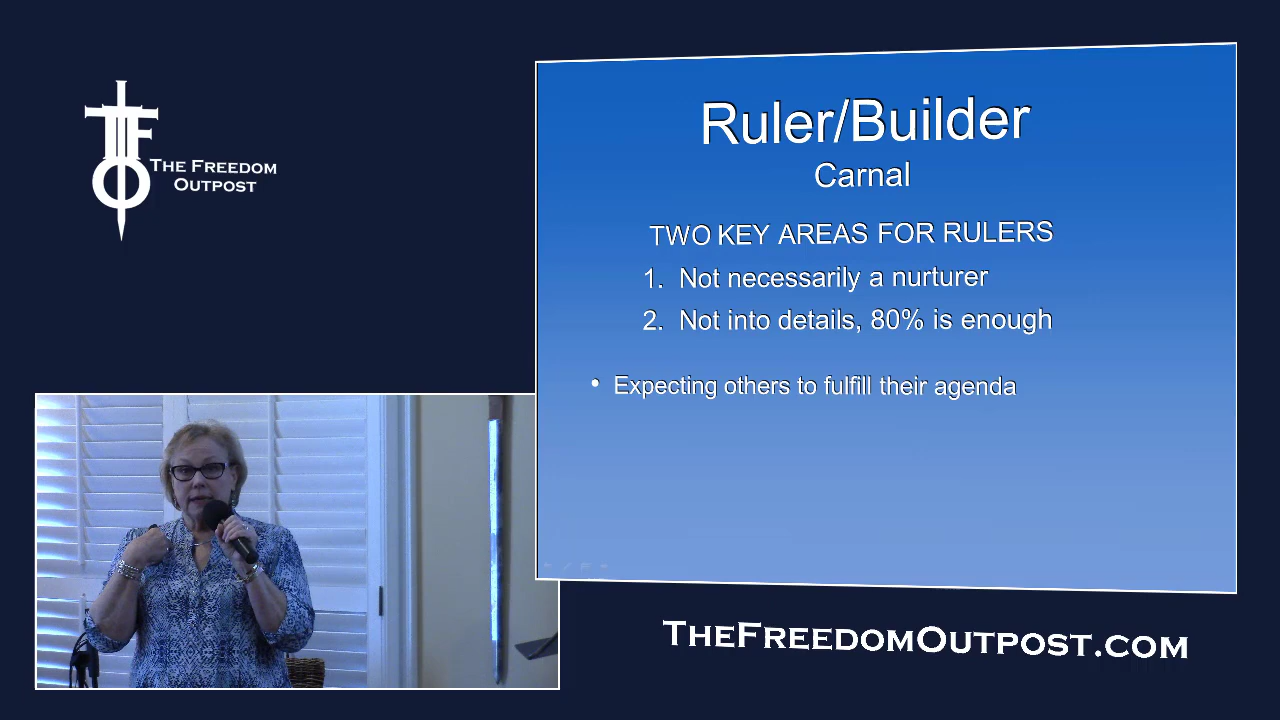 TFO
The Freedom
Outpost
Ruler/Builder
Carnal
TWO KEY AREAS FOR RULERS
1. Not necessarily a nurturer
2. Not into details, 80% is enough
• Expecting others to fulfill their agenda
TheFreedomOutpost.com